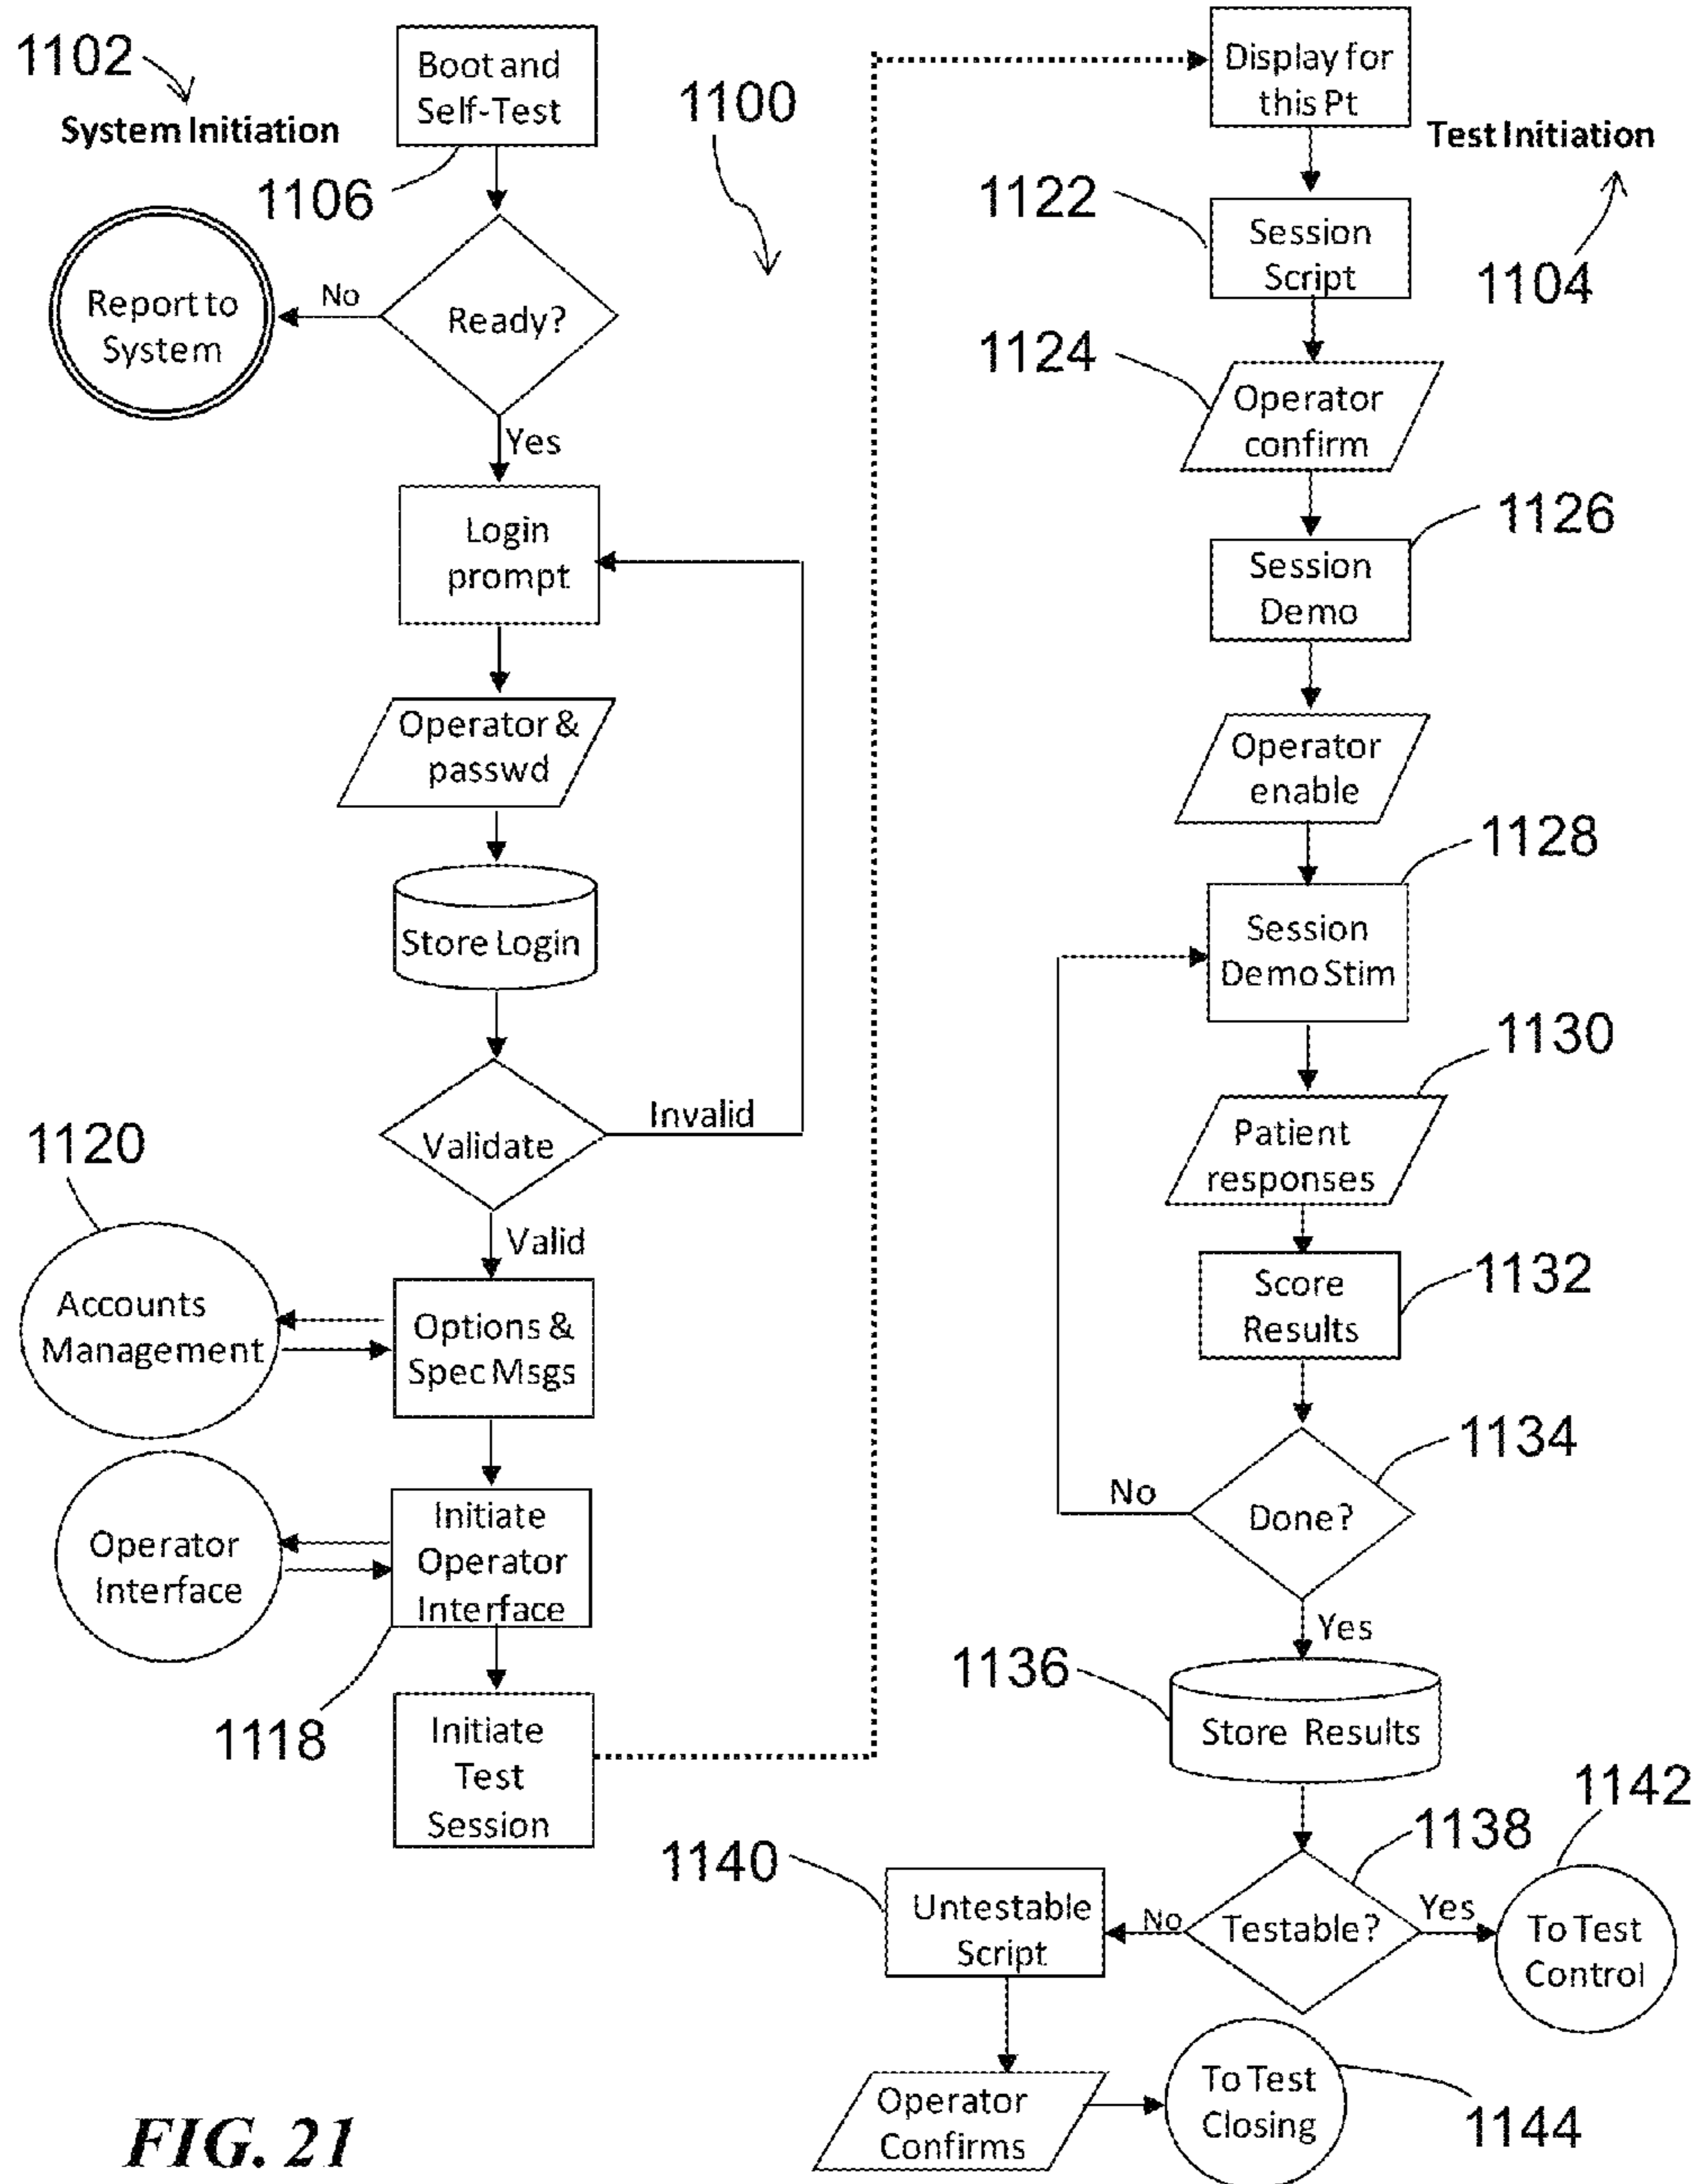 1102
System Initiation
Boot and
Self-Test
1106
1100
Ready?
No
Report to
System
Yes
Login
prompt
Operator &
passwd
Store Login
Validate
Invalid
Valid
1120
Accounts
Management
Options &
Spec Msgs
Operator
Interface
Initiate
Operator
Interface
1118
Initiate
Test
Session
Display for
this Pt
Test Initiation
1104
1122
Session
Script
1124
Operator
confirm
1126
Session
Demo
Operator
enable
1128
Session
Demo Stim
1130
Patient
responses
1132
Score
Results
1134
Done?
No
Yes
1136
Store Results
1138
Testable?
Yes
1142
To Test
Control
No
1140
Untestable
Script
Operator
Confirms
To Test
Closing
1144
FIG. 21